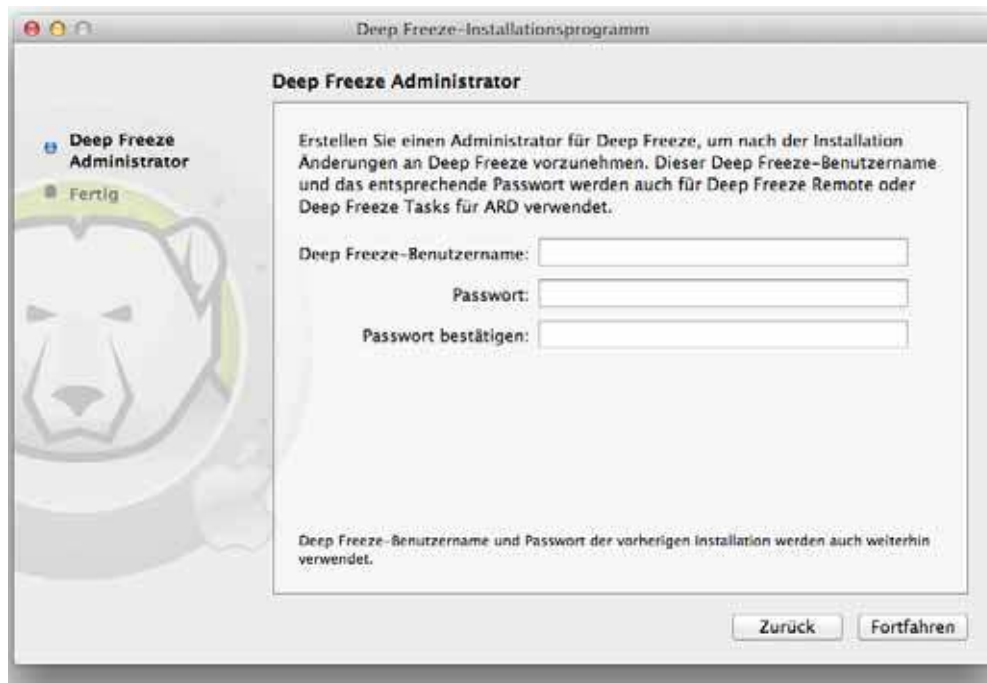 Deep Freeze-Installationsprogramm
Deep Freeze Administrator
Deep Freeze
Administrator
Fertig
Erstellen Sie einen Administrator für Deep Freeze, um nach der Installation
Änderungen an Deep Freeze vorzunehmen. Dieser Deep Freeze-Benutzername
und das entsprechende Passwort werden auch für Deep Freeze Remote oder
Deep Freeze Tasks für ARD verwendet.
Deep Freeze-Benutzername:
Passwort:
Passwort bestätigen:
Deep Freeze-Benutzername und Passwort der vorherigen Installation werden auch weiterhin
verwendet.
Zurück
Fortfahren